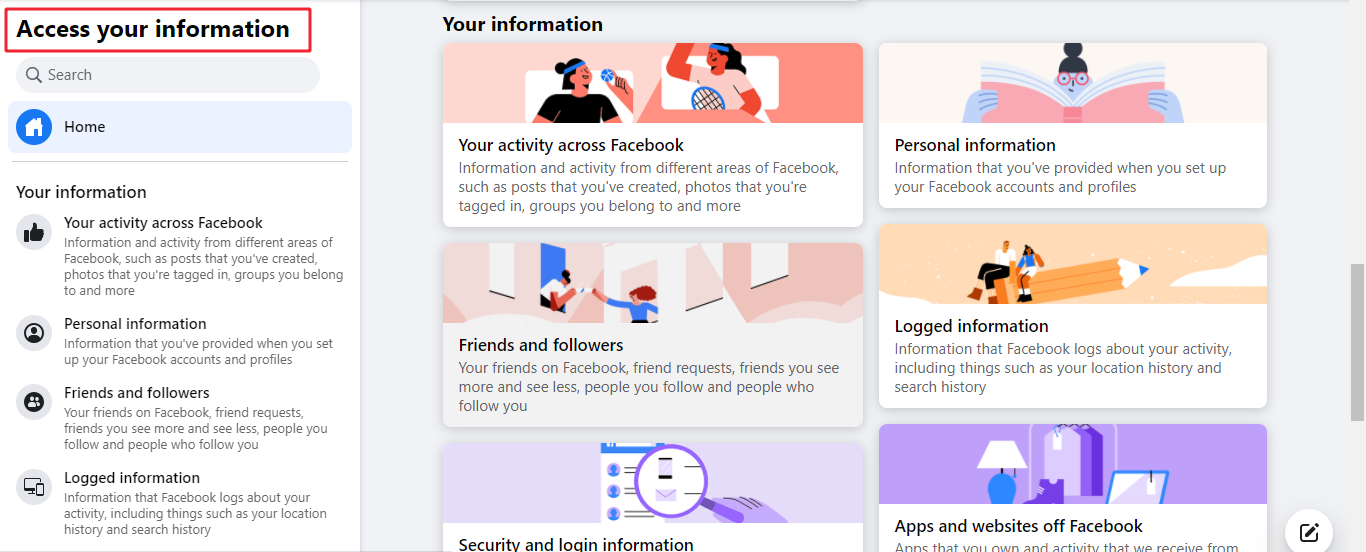 Access your information
Search
Home
Your information
Your activity across Facebook
Information and activity from different areas of
Facebook, such as posts that you've created,
photos that you're tagged in, groups you belong
to and more
Personal information
Information that you've provided when you set
up your Facebook accounts and profiles
Friends and followers
Your friends on Facebook, friend requests,
friends you see more and see less, people you
follow and people who follow you
Logged information
Information that Facebook logs about your
activity, including things such as your location
history and search history
Your information
Your activity across Facebook
Information and activity from different areas of Facebook,
such as posts that you've created, photos that you're
tagged in, groups you belong to and more
Personal information
Information that you've provided when you set up
your Facebook accounts and profiles
Friends and followers
Your friends on Facebook, friend requests, friends you see
more and see less, people you follow and people who
follow you
Logged information
Information that Facebook logs about your activity,
including things such as your location history and
search history
Security and login information
Apps and websites off Facebook
Apps that you own and activity that we receive from